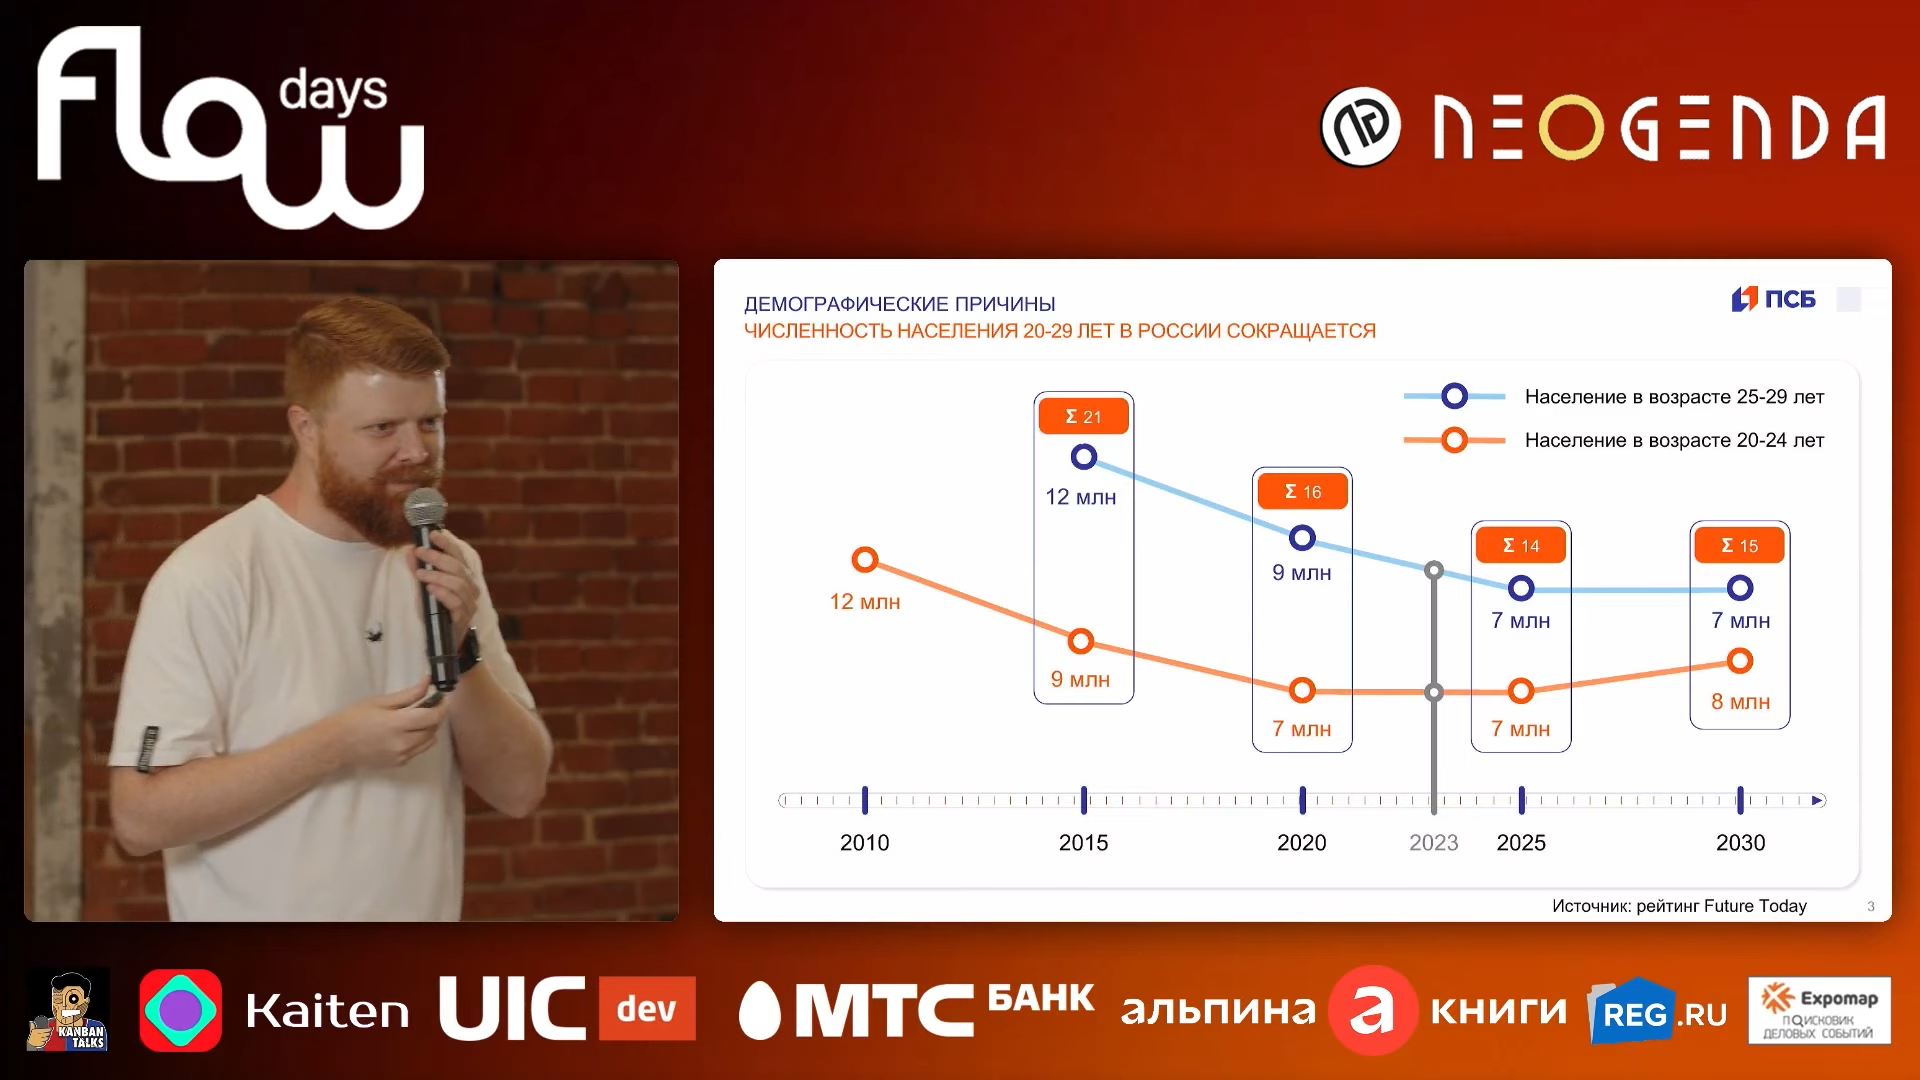 flow days
NEOGENDA
ДЕМОГРАФИЧЕСКИЕ ПРИЧИНЫ
ЧИСЛЕННОСТЬ НАСЕЛЕНИЯ 20-29 ЛЕТ В РОССИИ СОКРАЩАЕТСЯ
ПСБ
Население в возрасте 25-29 лет
Население в возрасте 20-24 лет
Σ 21
12 млн
Σ 16
9 млн
Σ 14
7 млн
Σ 15
7 млн
12 млн
9 млн
7 млн
7 млн
8 млн
2010
2015
2020
2023
2025
2030
Источник: рейтинг Future Today
3
KANBAN
TALKS
Kaiten
UIC dev
МТС БАНК
альпина а книги
REG.RU
Expomap
ПОИСКОВИК
ДЕЛОВЫХ СОБЫТИЙ